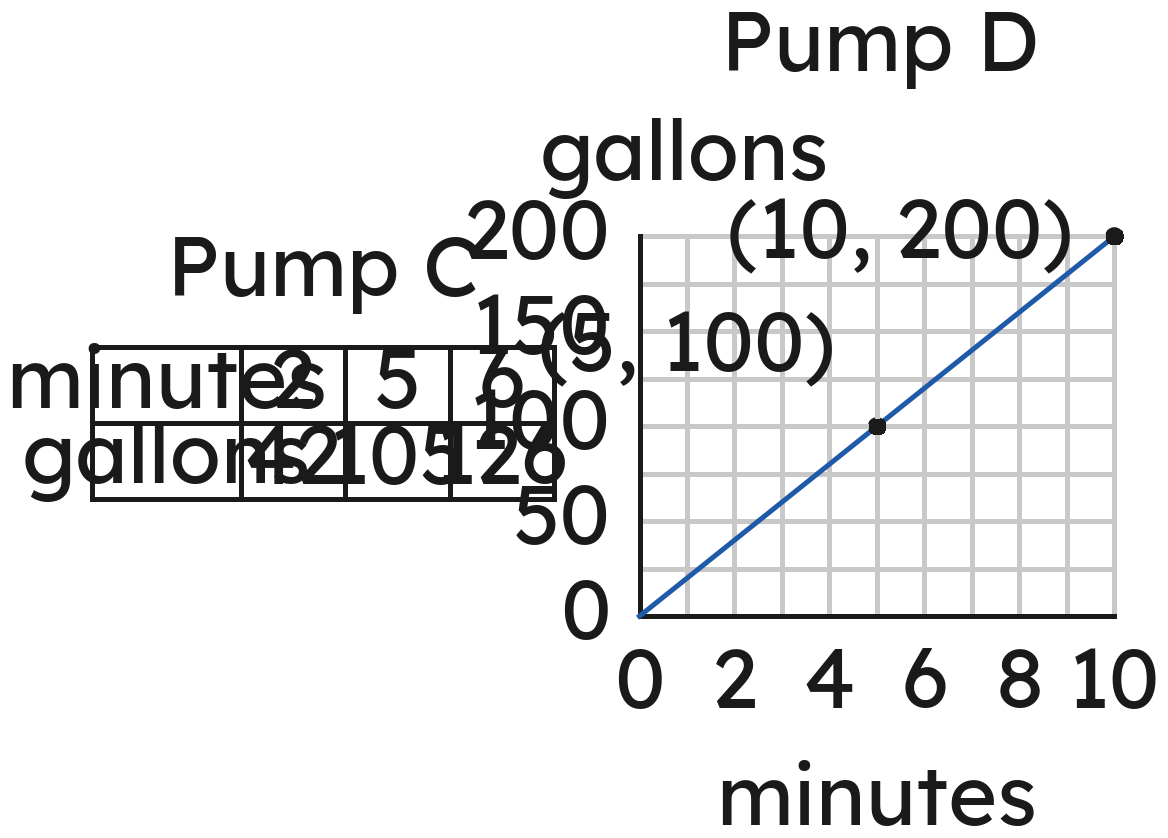 Pump C
minutes 2 5 6
gallons 42 105 126
Pump D
gallons
200
150
100
50
0
(10, 200)
(5, 100)
0 2 4 6 8 10
minutes